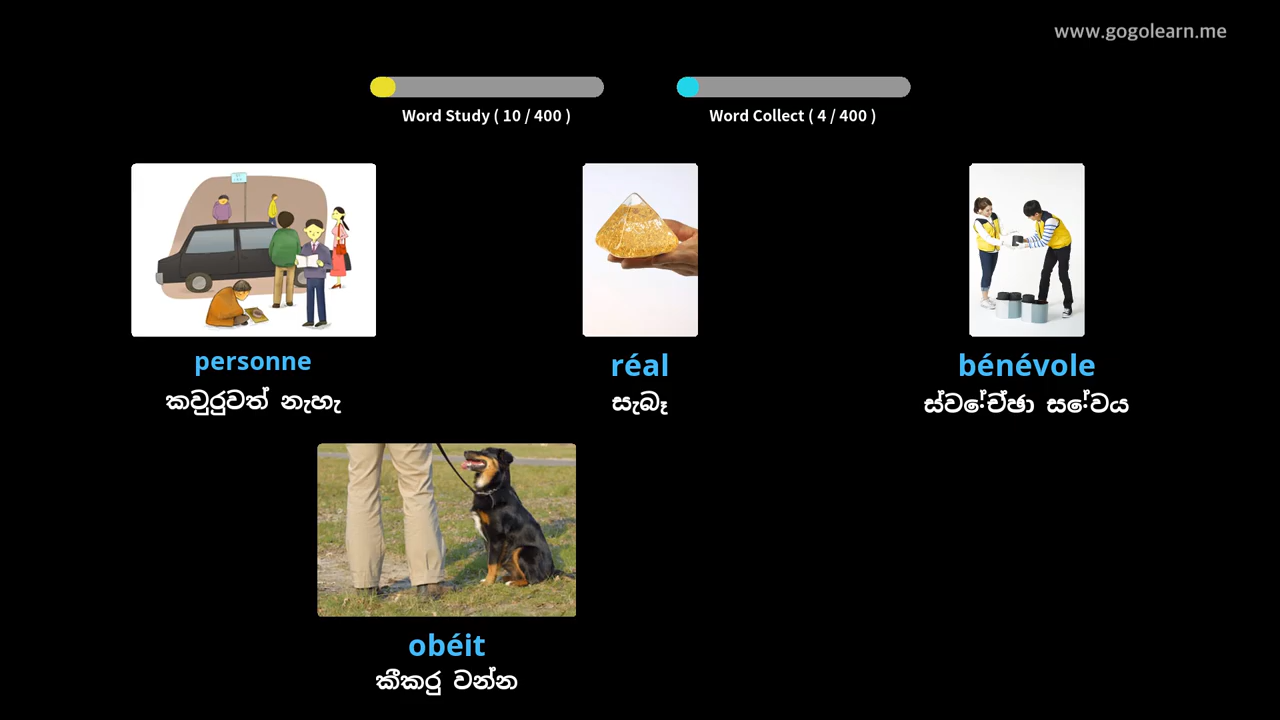 www.gogolearn.me
Word Study ( 10 / 400 )
Word Collect ( 4 / 400 )
personne
කවුරුවත් නැහැ
réal
සැබෑ
bénévole
ස්වේච්ඡා සේවය
obéit
කීකරු වන්න